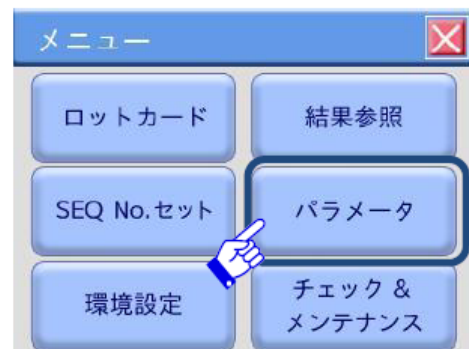 メニュー
ロットカード
結果参照
SEQ No.セット
パラメータ
環境設定
チェック &
メンテナンス